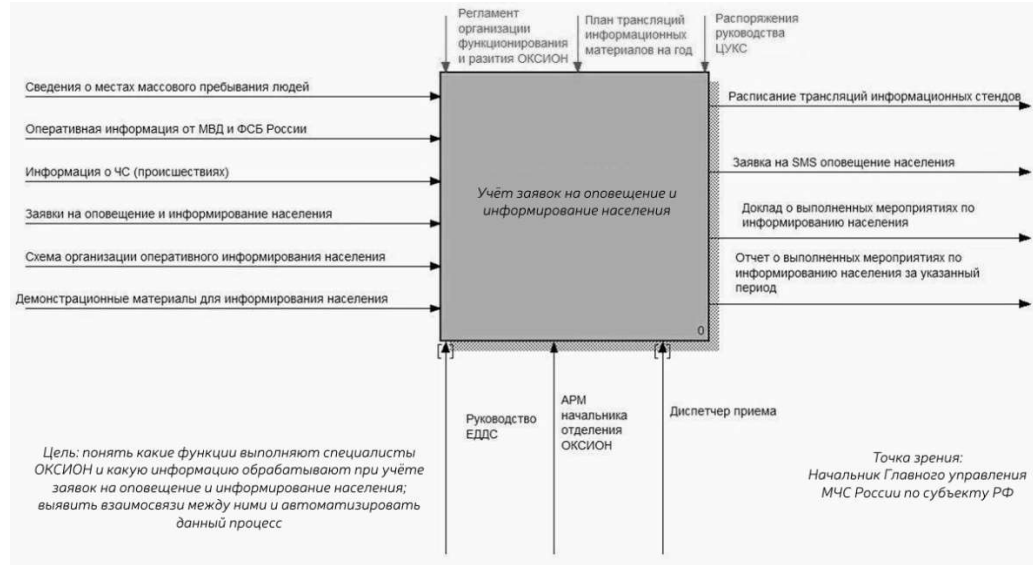 Регламент
организации
функционирования
и разития ОКСИОН
План трансляций
информационных
материалов на год
Распоряжения
руководства
ЦУКС
Сведения о местах массового пребывания людей
Оперативная информация от МВД и ФСБ России
Информация о ЧС (происшествиях)
Заявки на оповещение и информирование населения
Схема организации оперативного информирования населения
Демонстрационные материалы для информирования населения
Учёт заявок на оповещение и
информирование населения
0
Расписание трансляций информационных стендов
Заявка на SMS оповещение населения
Доклад о выполненных мероприятиях по
информированию населения
Отчет о выполненных мероприятиях по
информированию населения за указанный
период
Руководство
ЕДДС
АРМ
начальника
отделения
ОКСИОН
Диспетчер приема
Цель: понять какие функции выполняют специалисты
ОКСИОН и какую информацию обрабатывают при учёте
заявок на оповещение и информирование населения;
выявить взаимосвязи между ними и автоматизировать
данный процесс
Точка зрения:
Начальник Главного управления
МЧС России по субъекту РФ